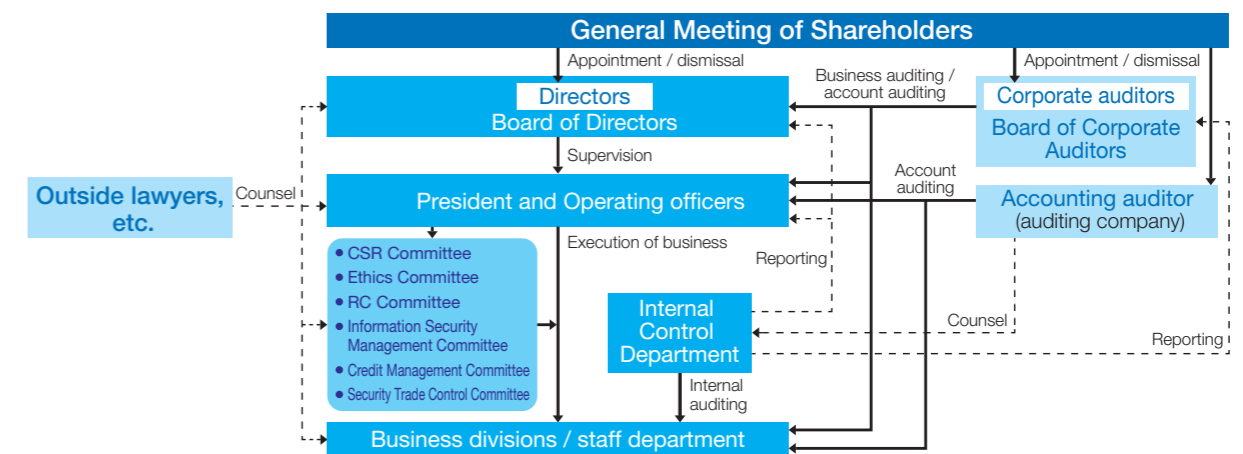 General Meeting of Shareholders
Appointment / dismissal
Appointment / dismissal
Directors
Board of Directors
Business auditing /
account auditing
Corporate auditors
Board of Corporate
Auditors
Supervision
Outside lawyers,
etc.
Counsel
President and Operating officers
Account
auditing
Accounting auditor
(auditing company)
Execution of business
• CSR Committee
• Ethics Committee
• RC Committee
• Information Security
Management Committee
• Credit Management Committee
• Security Trade Control Committee
Reporting
Internal
Control
Department
Counsel
Reporting
Internal
auditing
Business divisions / staff department